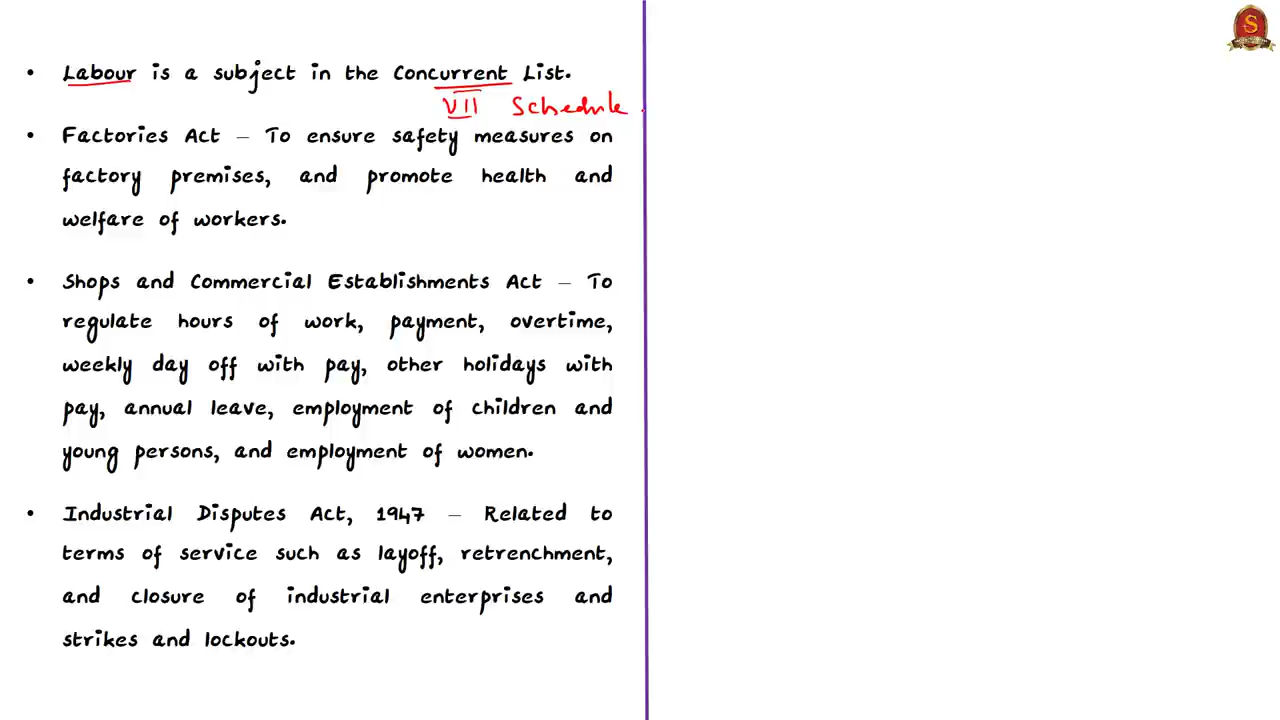 • Labour is a subject in the Concurrent List.
VII Schedule.
• Factories Act – To ensure safety measures on
factory premises, and promote health and
welfare of workers.
• Shops and Commercial Establishments Act – To
regulate hours of work, payment, overtime,
weekly day off with pay, other holidays with
pay, annual leave, employment of children and
young persons, and employment of women.
• Industrial Disputes Act, 1947 – Related to
terms of service such as layoff, retrenchment,
and closure of industrial enterprises and
strikes and lockouts.
S